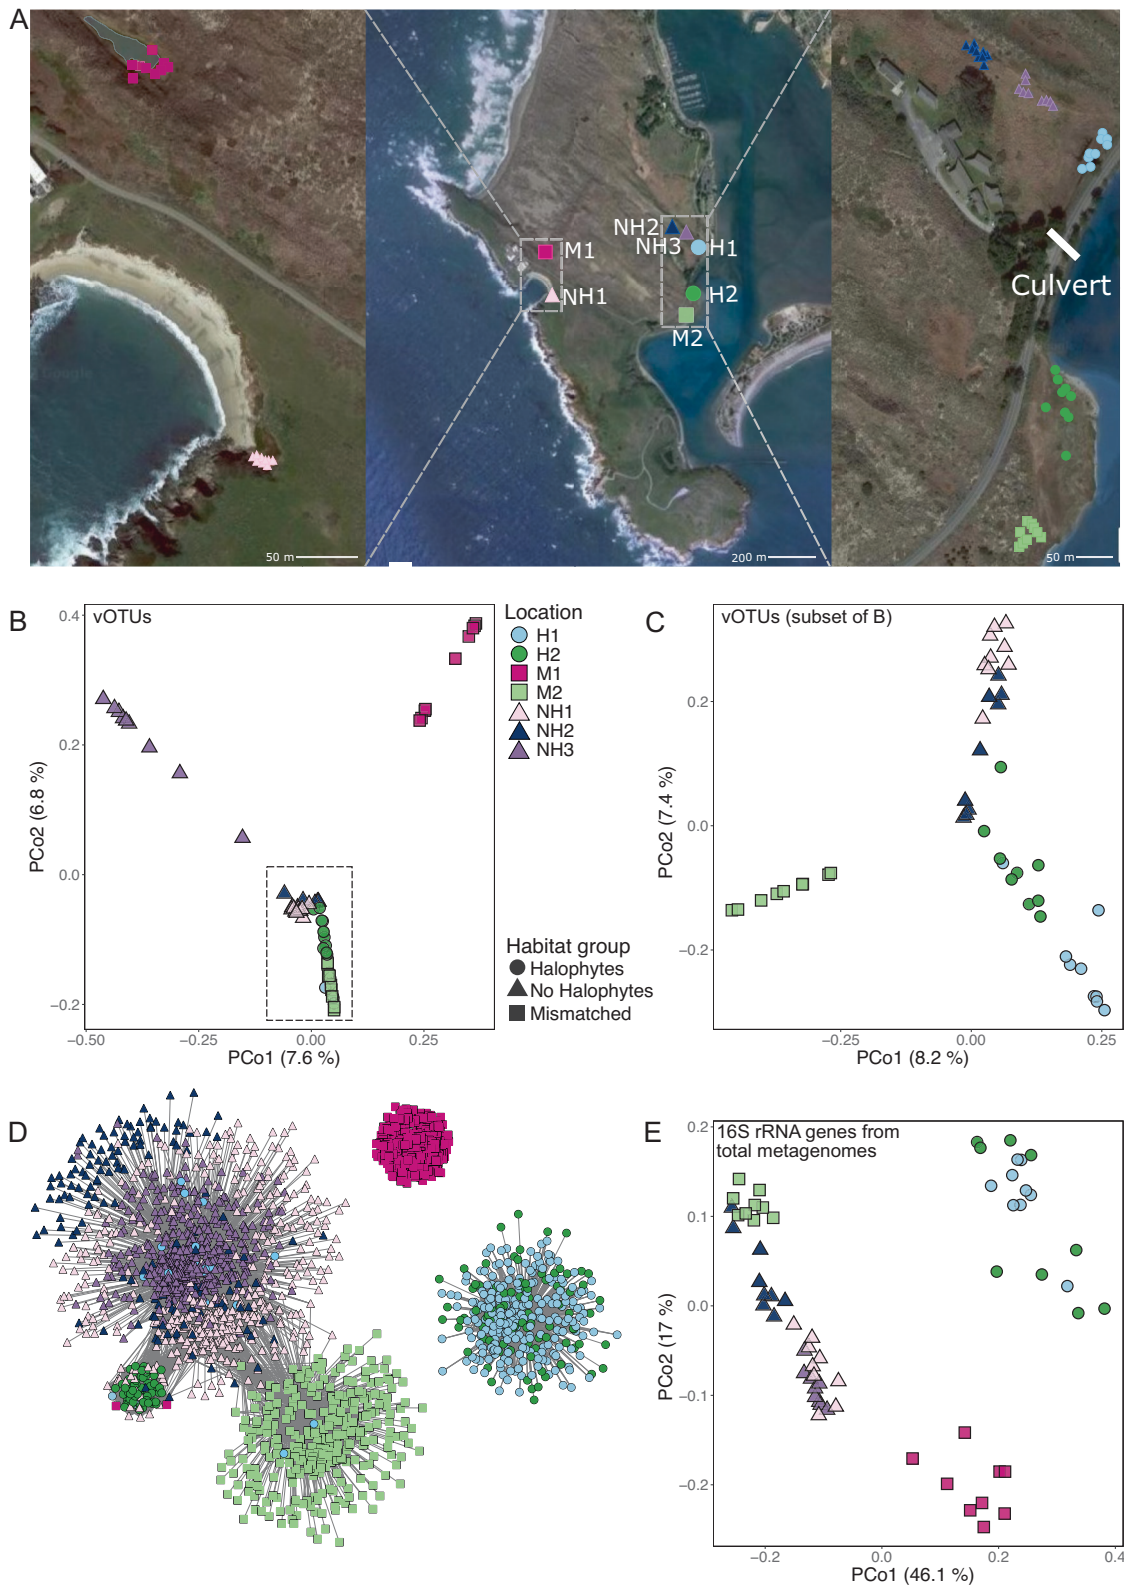 A
M1
NH1
NH2
NH3
H1
H2
M2
Culvert
50 m
200 m
50 m
B
vOTUs
0.4
0.2
0.0
−0.2
PCo2 (6.8 %)
−0.50
−0.25
0.00
0.25
PCo1 (7.6 %)
Location
H1
H2
M1
M2
NH1
NH2
NH3
Habitat group
Halophytes
No Halophytes
Mismatched
C
vOTUs (subset of B)
0.2
0.0
−0.2
PCo2 (7.4 %)
−0.25
0.00
0.25
PCo1 (8.2 %)
D
E
16S rRNA genes from
total metagenomes
0.2
0.1
0.0
−0.1
−0.2
PCo2 (17 %)
−0.2
0.0
0.2
0.4
PCo1 (46.1 %)